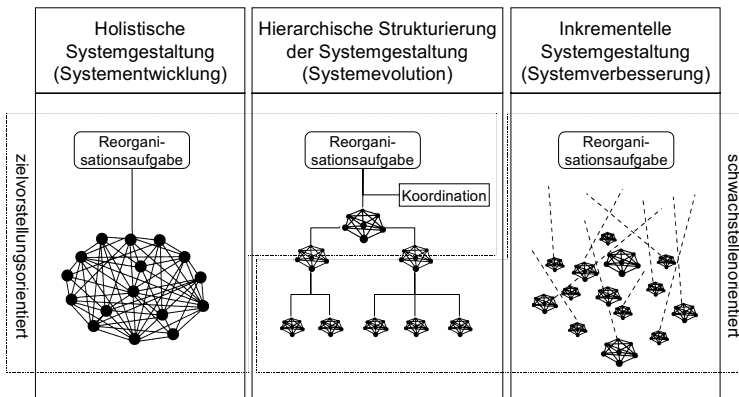 Holistische
Systemgestaltung
(Systementwicklung)
Hierarchische Strukturierung
der Systemgestaltung
(Systemevolution)
Inkrementelle
Systemgestaltung
(Systemverbesserung)
zielvorstellungsorientiert
Reorgani-
sationsaufgabe
Reorgani-
sationsaufgabe
Koordination
Reorgani-
sationsaufgabe
schwachstellenorientiert